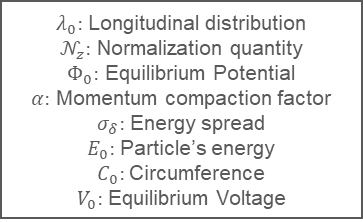 λ₀: Longitudinal distribution
𝒩_z: Normalization quantity
Φ₀: Equilibrium Potential
α: Momentum compaction factor
σ_δ: Energy spread
E₀: Particle's energy
C₀: Circumference
V₀: Equilibrium Voltage